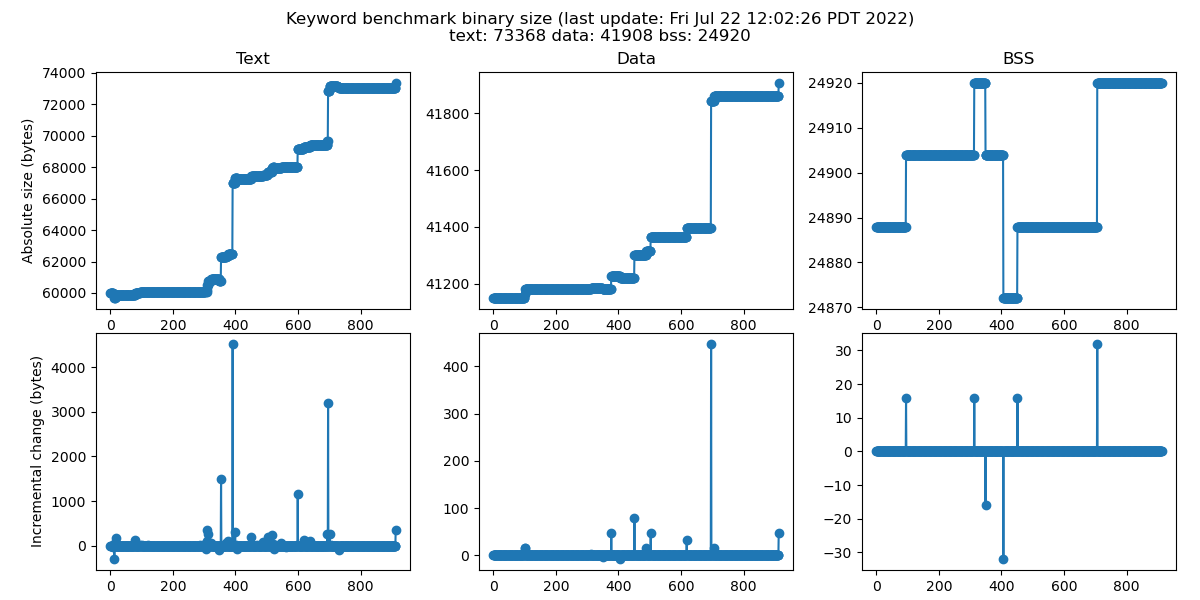 Keyword benchmark binary size (last update: Fri Jul 22 12:02:26 PDT 2022)
text: 73368 data: 41908 bss: 24920
Text
Data
BSS
Absolute size (bytes)
74000
72000
70000
68000
66000
64000
62000
60000
0 200 400 600 800
41800
41600
41400
41200
0 200 400 600 800
24920
24910
24900
24890
24880
24870
0 200 400 600 800
Incremental change (bytes)
4000
3000
2000
1000
0
0 200 400 600 800
400
300
200
100
0
0 200 400 600 800
30
20
10
0
−10
−20
−30
0 200 400 600 800